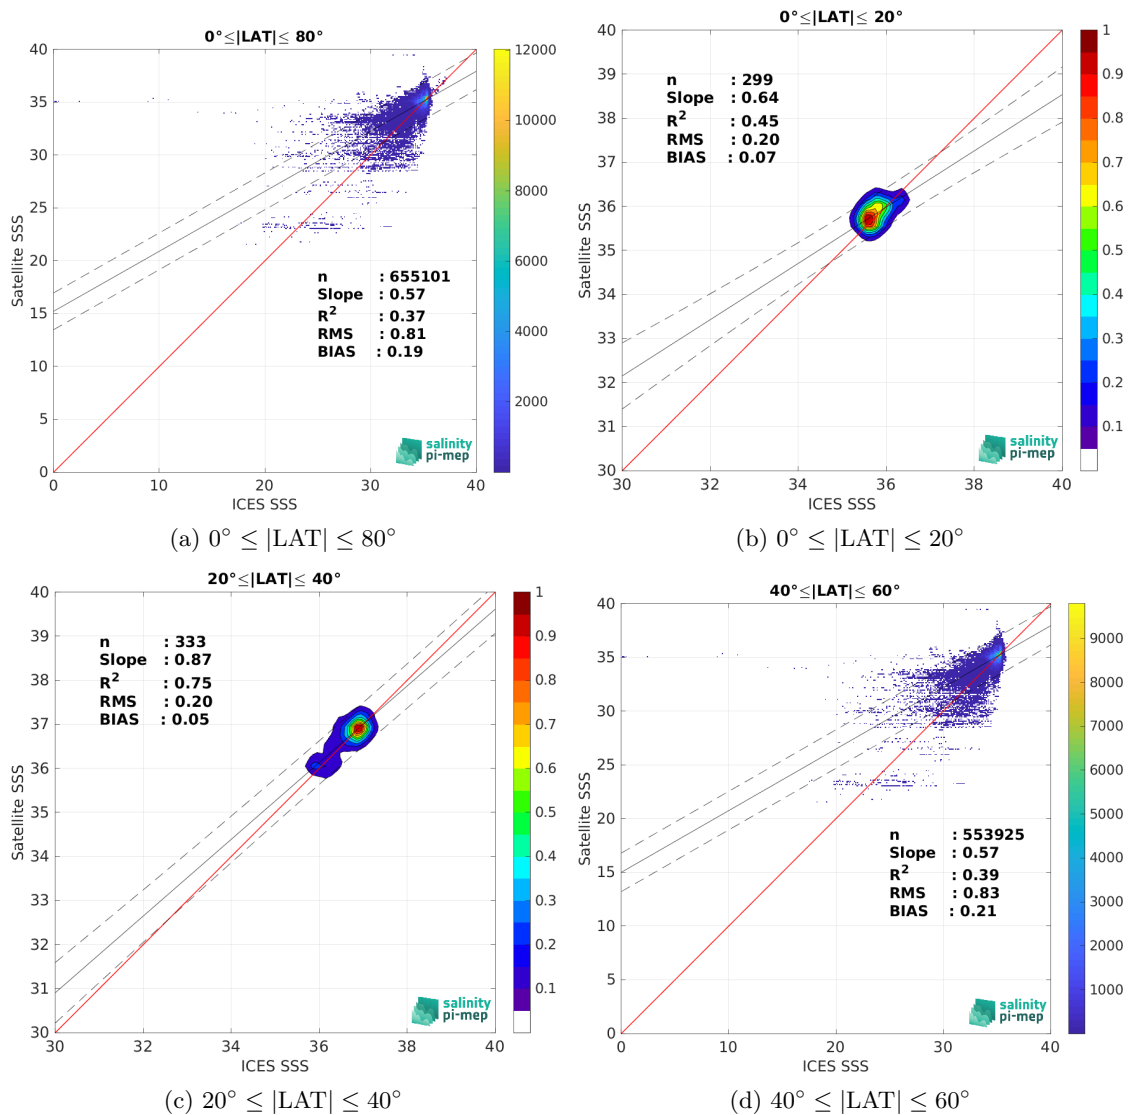 0°≤|LAT|≤ 80°
40
35
30
25
20
15
10
5
0
Satellite SSS
n : 655101
Slope : 0.57
R2 : 0.37
RMS : 0.81
BIAS : 0.19
salinity
pi-mep
0 10 20 30 40
ICES SSS
12000
10000
8000
6000
4000
2000
(a) 0° ≤ |LAT| ≤ 80°
0°≤|LAT|≤ 20°
40
39
38
37
36
35
34
33
32
31
30
Satellite SSS
n : 299
Slope : 0.64
R2 : 0.45
RMS : 0.20
BIAS : 0.07
salinity
pi-mep
30 32 34 36 38 40
ICES SSS
1
0.9
0.8
0.7
0.6
0.5
0.4
0.3
0.2
0.1
(b) 0° ≤ |LAT| ≤ 20°
20°≤|LAT|≤ 40°
40
39
38
37
36
35
34
33
32
31
30
Satellite SSS
n : 333
Slope : 0.87
R2 : 0.75
RMS : 0.20
BIAS : 0.05
salinity
pi-mep
30 32 34 36 38 40
ICES SSS
1
0.9
0.8
0.7
0.6
0.5
0.4
0.3
0.2
0.1
(c) 20° ≤ |LAT| ≤ 40°
40°≤|LAT|≤ 60°
40
35
30
25
20
15
10
5
0
Satellite SSS
n : 553925
Slope : 0.57
R2 : 0.39
RMS : 0.83
BIAS : 0.21
salinity
pi-mep
0 10 20 30 40
ICES SSS
9000
8000
7000
6000
5000
4000
3000
2000
1000
(d) 40° ≤ |LAT| ≤ 60°